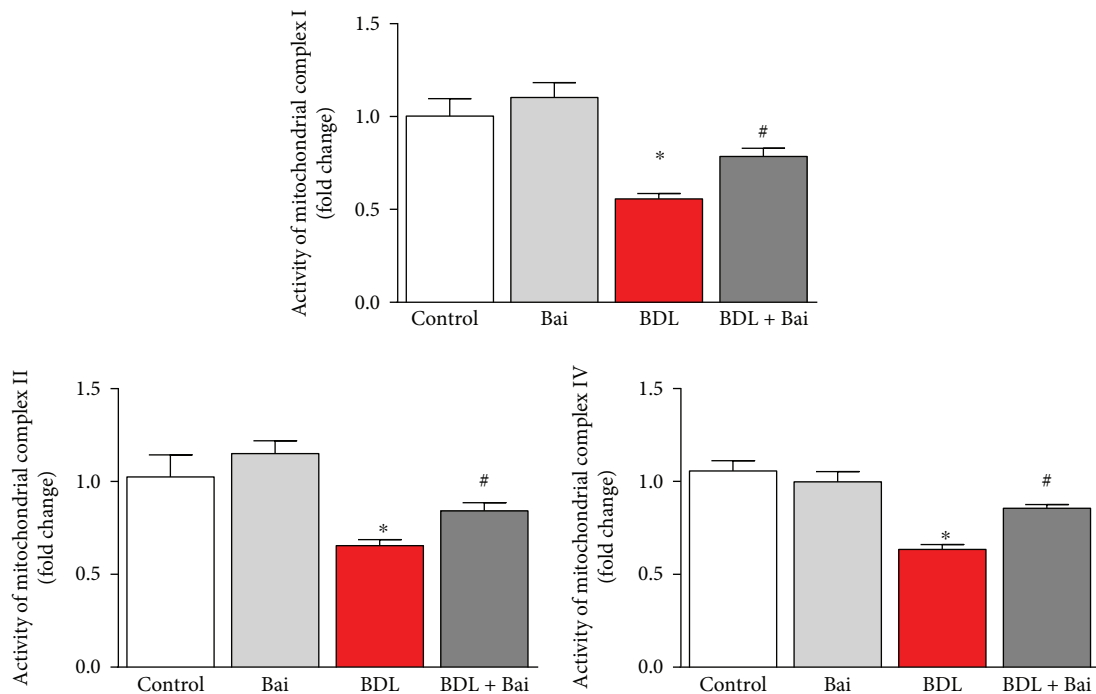 Activity of mitochondrial complex I
(fold change)
1.5
1.0
0.5
0.0
*
#
Control Bai BDL BDL + Bai
Activity of mitochondrial complex II
(fold change)
1.5
1.0
0.5
0.0
*
#
Control Bai BDL BDL + Bai
Activity of mitochondrial complex IV
(fold change)
1.5
1.0
0.5
0.0
*
#
Control Bai BDL BDL + Bai